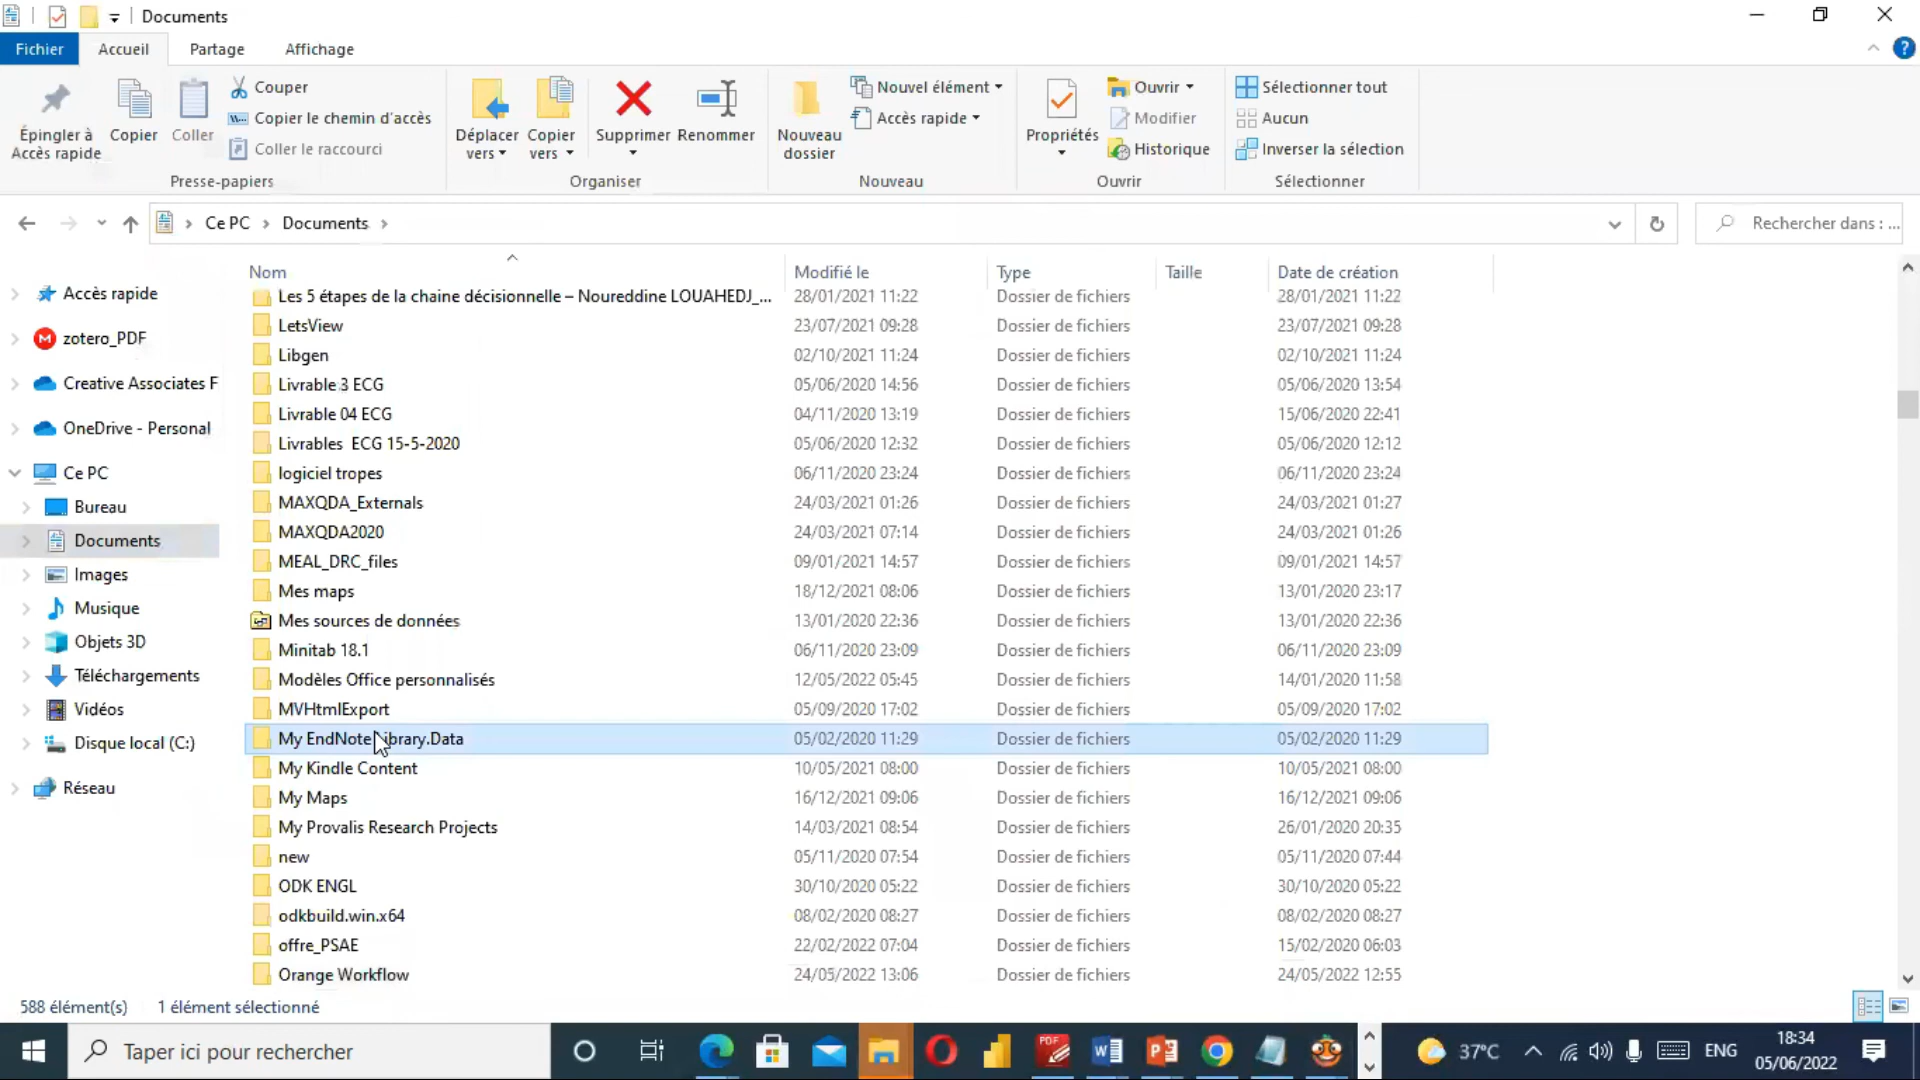 Documents
Fichier Accueil Partage Affichage
Épingler à Accès rapide
Copier
Coller
Couper
Copier le chemin d'accès
Coller le raccourci
Presse-papiers
Déplacer vers
Copier vers
Supprimer
Renommer
Organiser
Nouveau dossier
Nouvel élément
Accès rapide
Nouveau
Propriétés
Ouvrir
Modifier
Historique
Ouvrir
Sélectionner tout
Aucun
Inverser la sélection
Sélectionner
Ce PC > Documents >
Rechercher dans : ...
Accès rapide
zotero_PDF
Creative Associates F
OneDrive - Personal
Ce PC
Bureau
Documents
Images
Musique
Objets 3D
Téléchargements
Vidéos
Disque local (C:)
Réseau
Nom Modifié le Type Taille Date de création
Les 5 étapes de la chaine décisionnelle – Noureddine LOUAHEDJ_... 28/01/2021 11:22 Dossier de fichiers 28/01/2021 11:22
LetsView 23/07/2021 09:28 Dossier de fichiers 23/07/2021 09:28
Libgen 02/10/2021 11:24 Dossier de fichiers 02/10/2021 11:24
Livrable 3 ECG 05/06/2020 14:56 Dossier de fichiers 05/06/2020 13:54
Livrable 04 ECG 04/11/2020 13:19 Dossier de fichiers 15/06/2020 22:41
Livrables ECG 15-5-2020 05/06/2020 12:32 Dossier de fichiers 05/06/2020 12:12
logiciel tropes 06/11/2020 23:24 Dossier de fichiers 06/11/2020 23:24
MAXQDA_Externals 24/03/2021 01:26 Dossier de fichiers 24/03/2021 01:27
MAXQDA2020 24/03/2021 07:14 Dossier de fichiers 24/03/2021 01:26
MEAL_DRC_files 09/01/2021 14:57 Dossier de fichiers 09/01/2021 14:57
Mes maps 18/12/2021 08:06 Dossier de fichiers 13/01/2020 23:17
Mes sources de données 13/01/2020 22:36 Dossier de fichiers 13/01/2020 22:36
Minitab 18.1 06/11/2020 23:09 Dossier de fichiers 06/11/2020 23:09
Modèles Office personnalisés 12/05/2022 05:45 Dossier de fichiers 14/01/2020 11:58
MVHtmlExport 05/09/2020 17:02 Dossier de fichiers 05/09/2020 17:02
My EndNote Library.Data 05/02/2020 11:29 Dossier de fichiers 05/02/2020 11:29
My Kindle Content 10/05/2021 08:00 Dossier de fichiers 10/05/2021 08:00
My Maps 16/12/2021 09:06 Dossier de fichiers 16/12/2021 09:06
My Provalis Research Projects 14/03/2021 08:54 Dossier de fichiers 26/01/2020 20:35
new 05/11/2020 07:54 Dossier de fichiers 05/11/2020 07:44
ODK ENGL 30/10/2020 05:22 Dossier de fichiers 30/10/2020 05:22
odkbuild.win.x64 08/02/2020 08:27 Dossier de fichiers 08/02/2020 08:27
offre_PSAE 22/02/2022 07:04 Dossier de fichiers 15/02/2020 06:03
Orange Workflow 24/05/2022 13:06 Dossier de fichiers 24/05/2022 12:55
588 élément(s) 1 élément sélectionné
Taper ici pour rechercher
37°C
ENG
18:34
05/06/2022